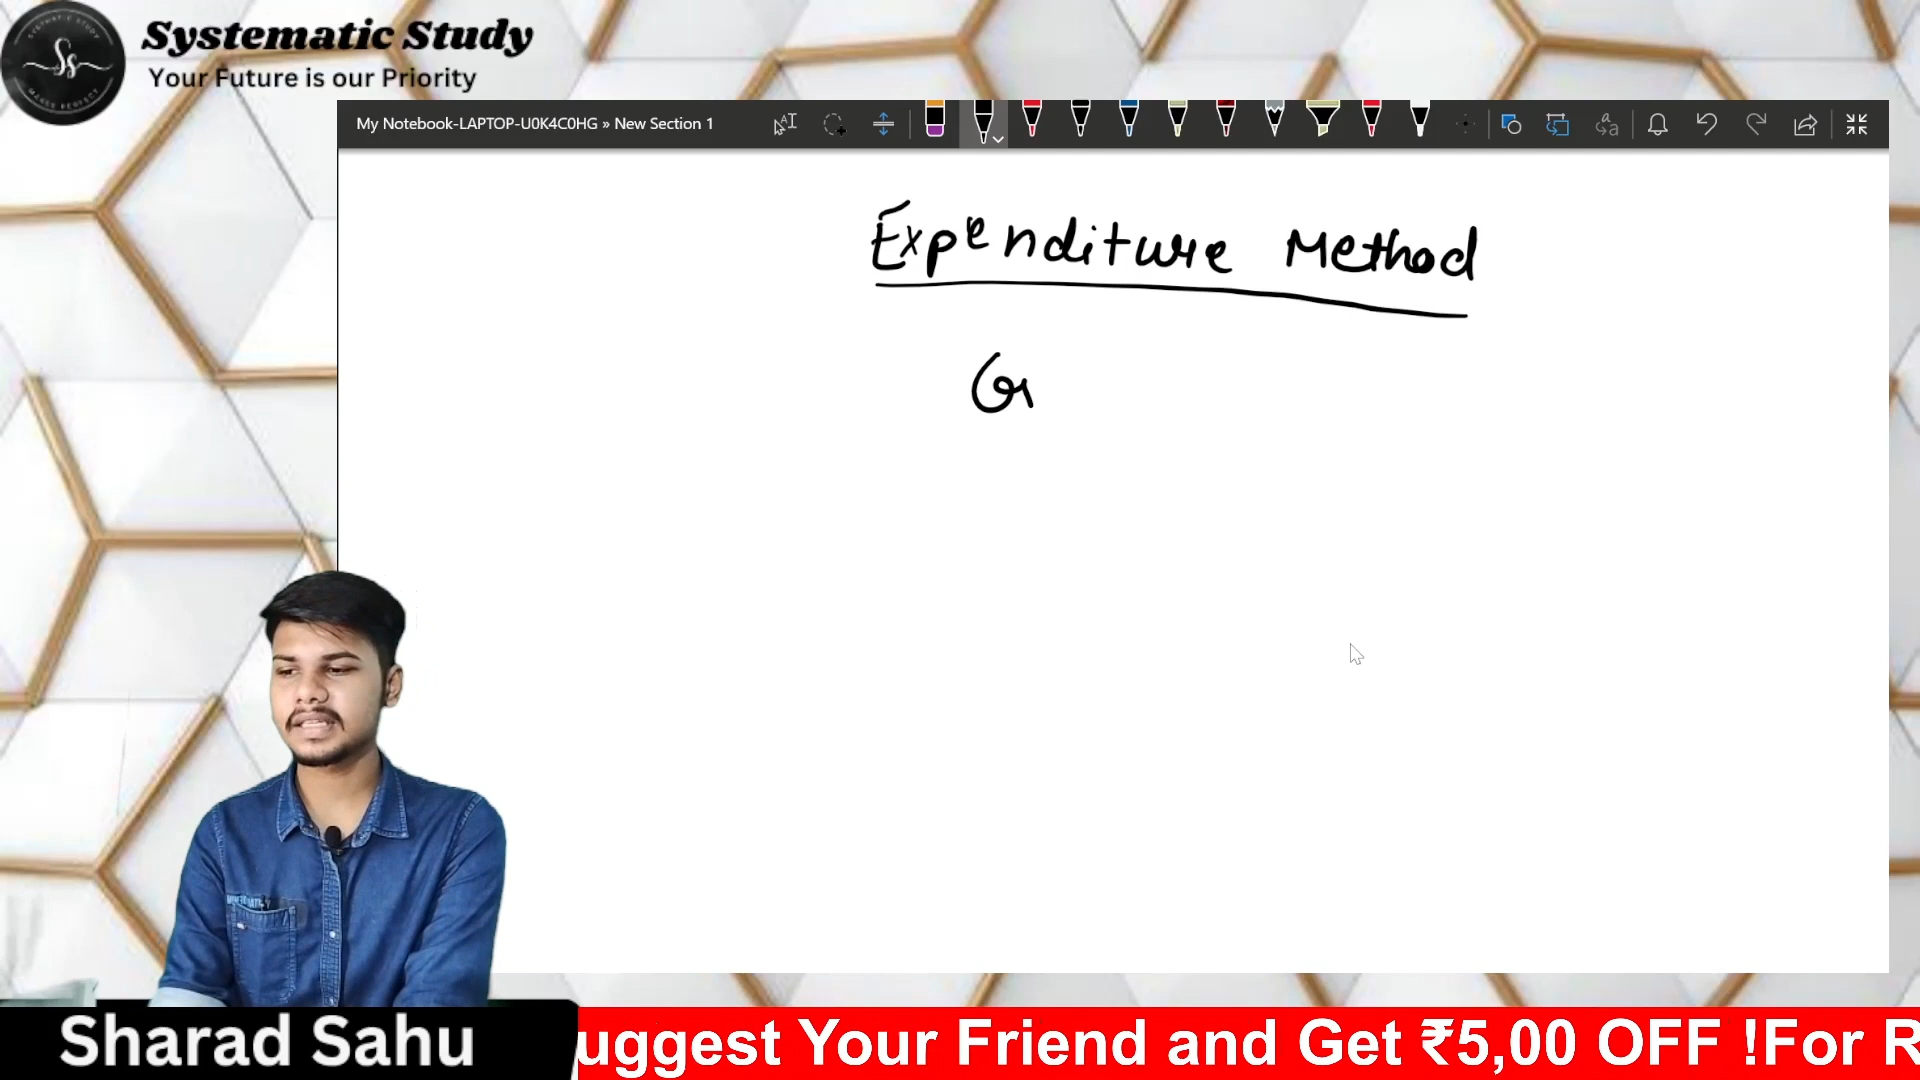 Systematic Study
Your Future is our Priority
My Notebook-LAPTOP-U0K4C0HG » New Section 1
Expenditure Method
G
Sharad Sahu
uggest Your Friend and Get ₹5,00 OFF !For R